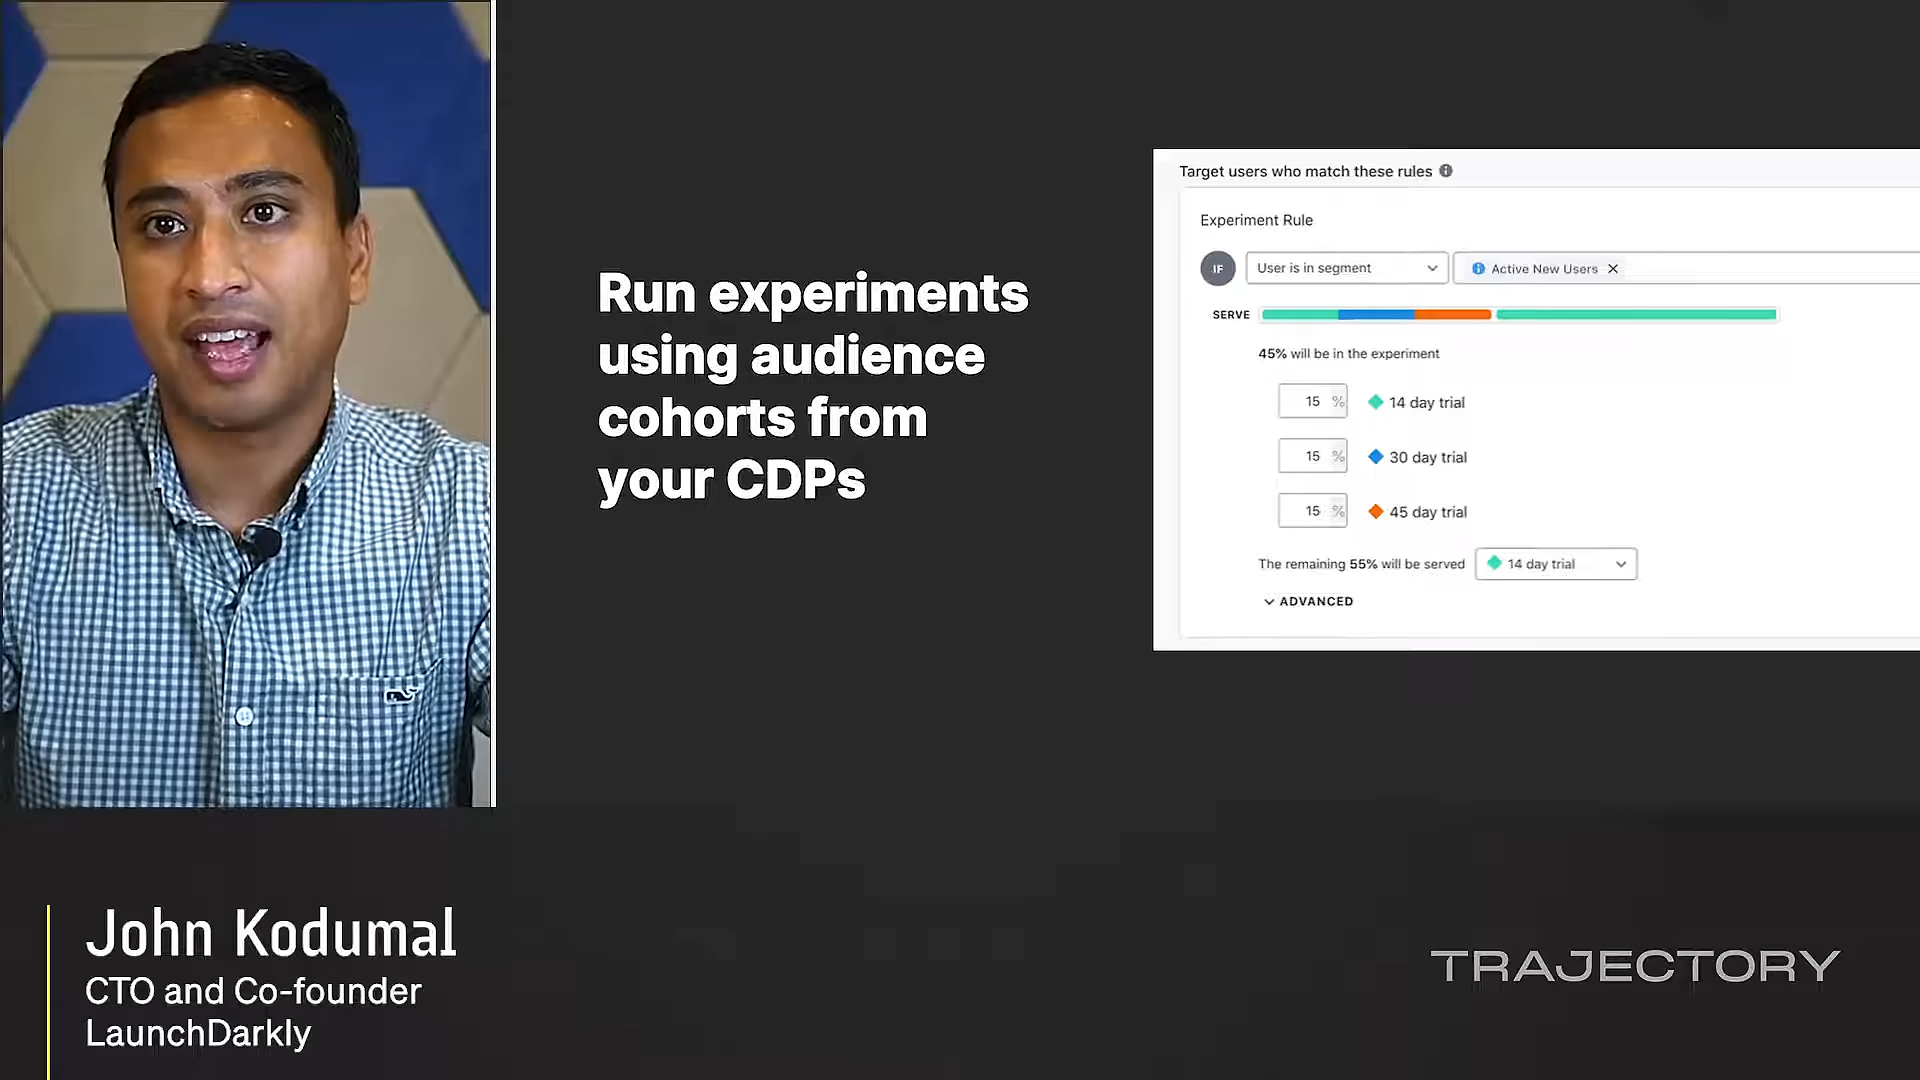 Run experiments
using audience
cohorts from
your CDPs
Target users who match these rules
Experiment Rule
IF User is in segment Active New Users
SERVE
45% will be in the experiment
15 % 14 day trial
15 % 30 day trial
15 % 45 day trial
The remaining 55% will be served 14 day trial
ADVANCED
John Kodumal
CTO and Co-founder
LaunchDarkly
TRAJECTORY